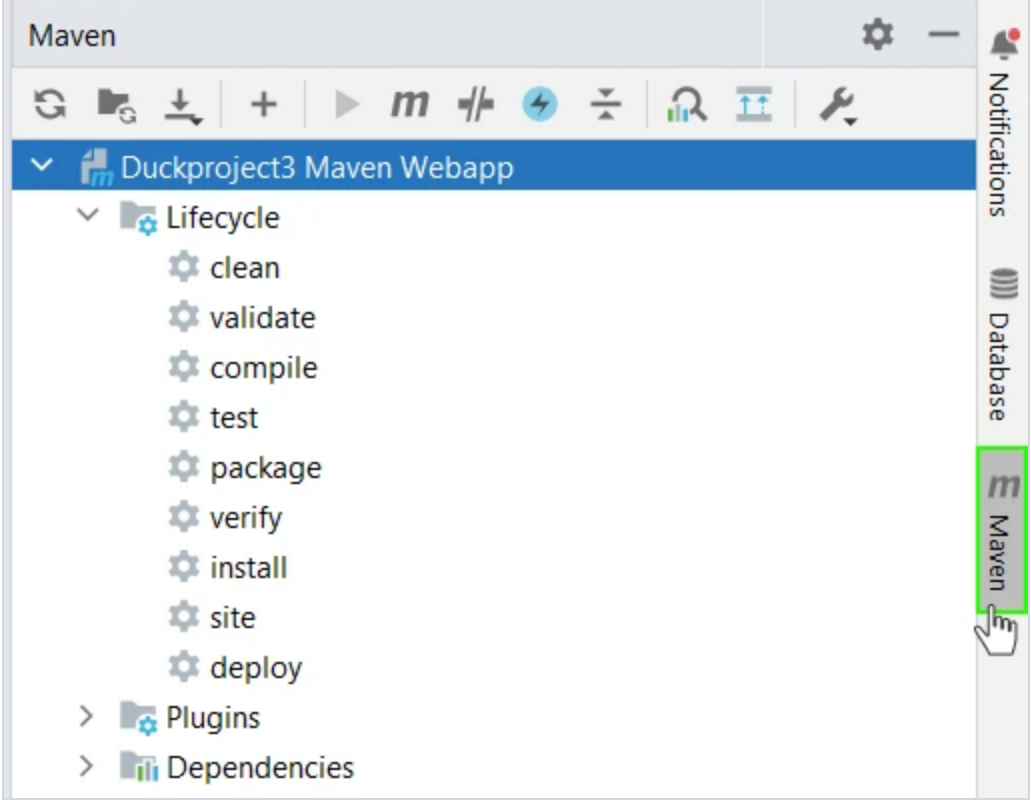 Maven
m
Duckproject3 Maven Webapp
Lifecycle
clean
validate
compile
test
package
verify
install
site
deploy
Plugins
Dependencies
Notifications
Database
m
Maven